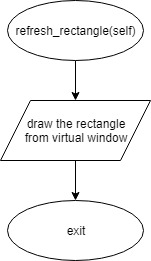 refresh_rectangle(self)
draw the rectangle
from virtual window
exit